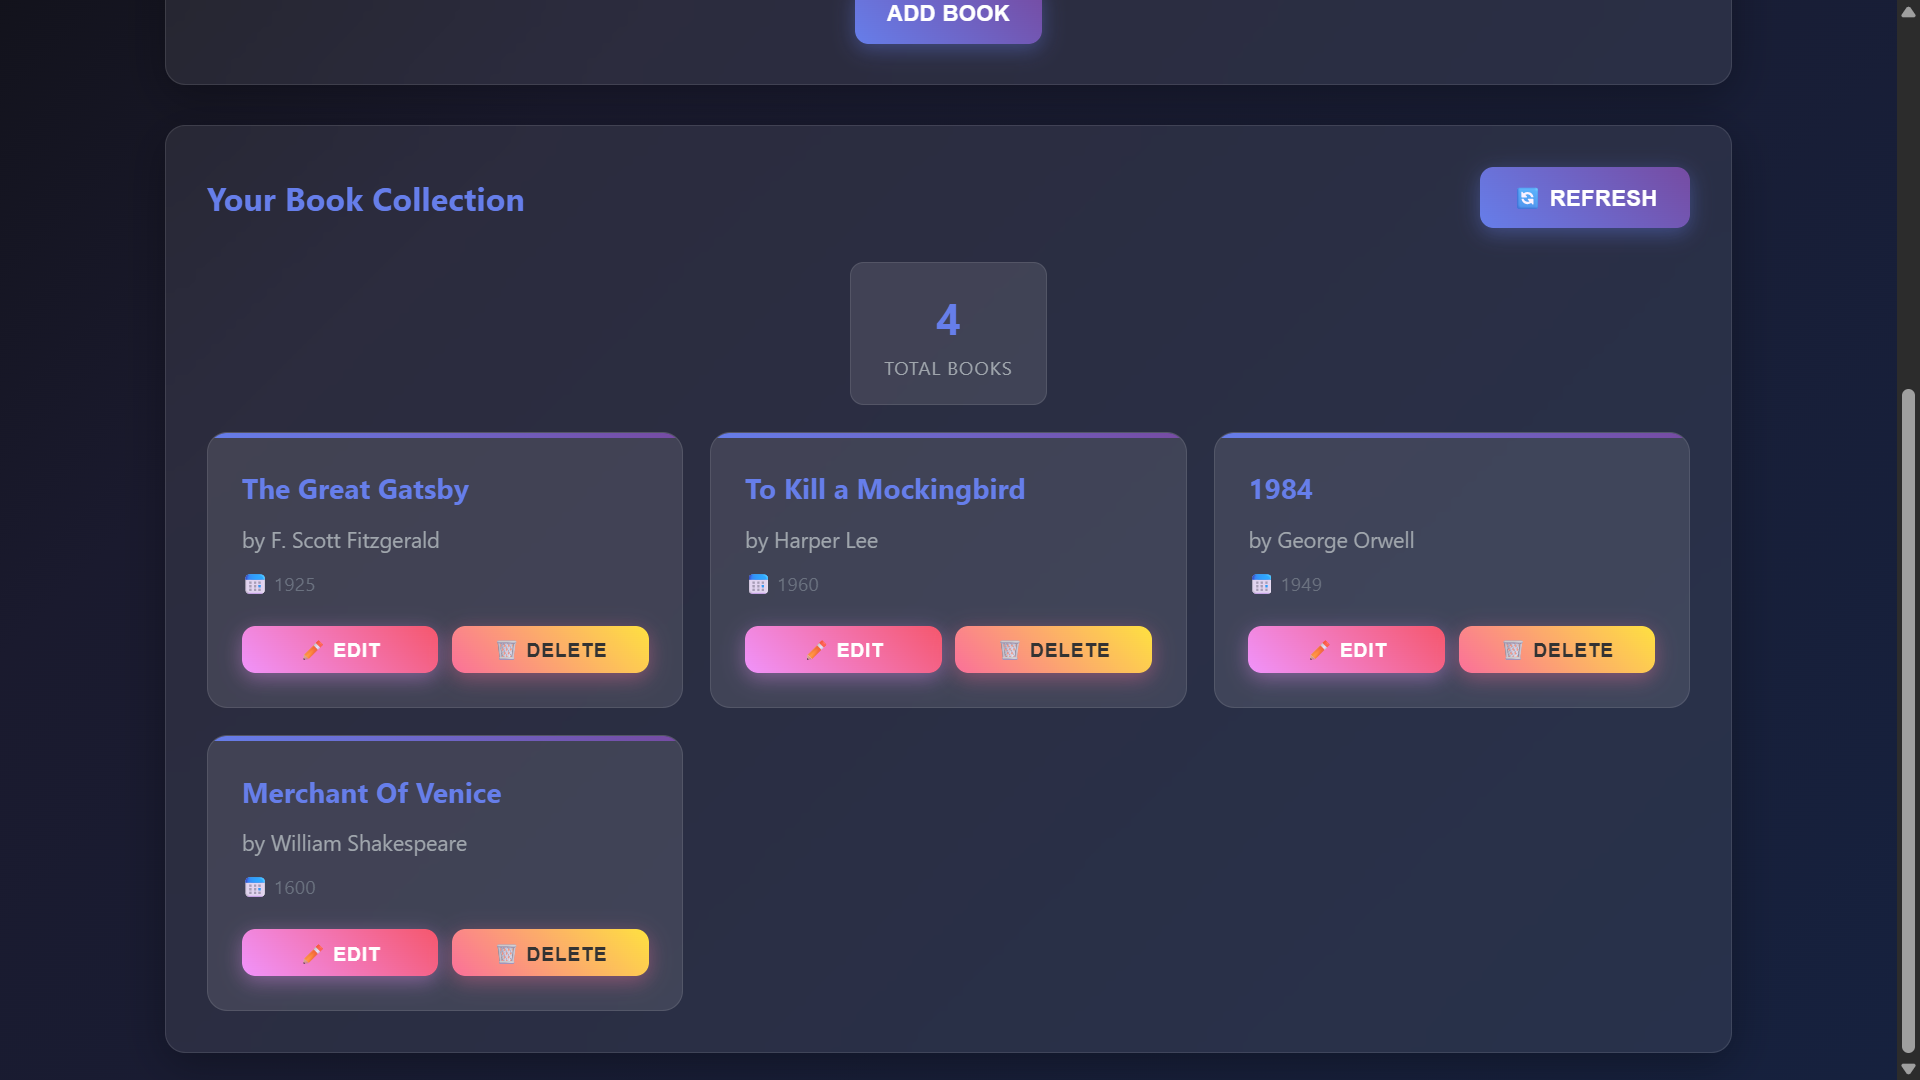 ADD BOOK
Your Book Collection
REFRESH
4
TOTAL BOOKS
The Great Gatsby
by F. Scott Fitzgerald
1925
EDIT
DELETE
To Kill a Mockingbird
by Harper Lee
1960
EDIT
DELETE
1984
by George Orwell
1949
EDIT
DELETE
Merchant Of Venice
by William Shakespeare
1600
EDIT
DELETE